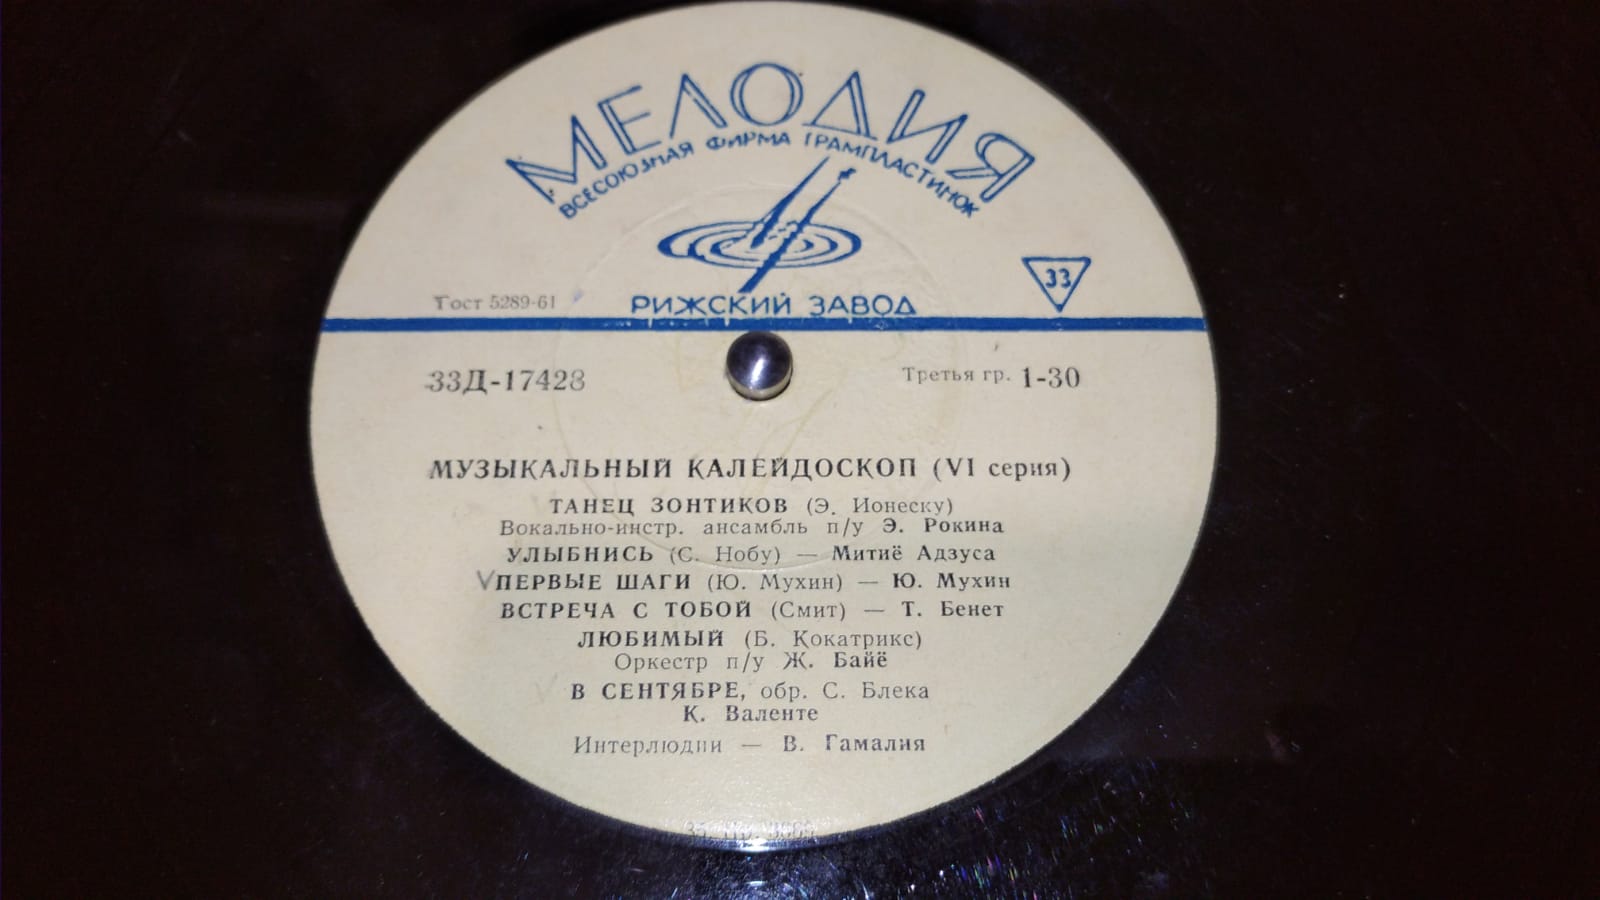 МЕЛОДИЯ
ВСЕСОЮЗНАЯ ФИРМА ГРАМПЛАСТИНОК
33
Гост 5289-61
РИЖСКИЙ ЗАВОД
33Д-17428
Третья гр. 1-30
МУЗЫКАЛЬНЫЙ КАЛЕЙДОСКОП (VI серия)
ТАНЕЦ ЗОНТИКОВ (Э. Ионеску)
Вокально-инстр. ансамбль п/у Э. Рокина
УЛЫБНИСЬ (С. Нобу) — Митиё Адзуса
ПЕРВЫЕ ШАГИ (Ю. Мухин) — Ю. Мухин
ВСТРЕЧА С ТОБОЙ (Смит) — Т. Бенет
ЛЮБИМЫЙ (Б. Кокатрикс)
Оркестр п/у Ж. Байё
В СЕНТЯБРЕ, обр. С. Блека
К. Валенте
Интерлюдии — В. Гамалия